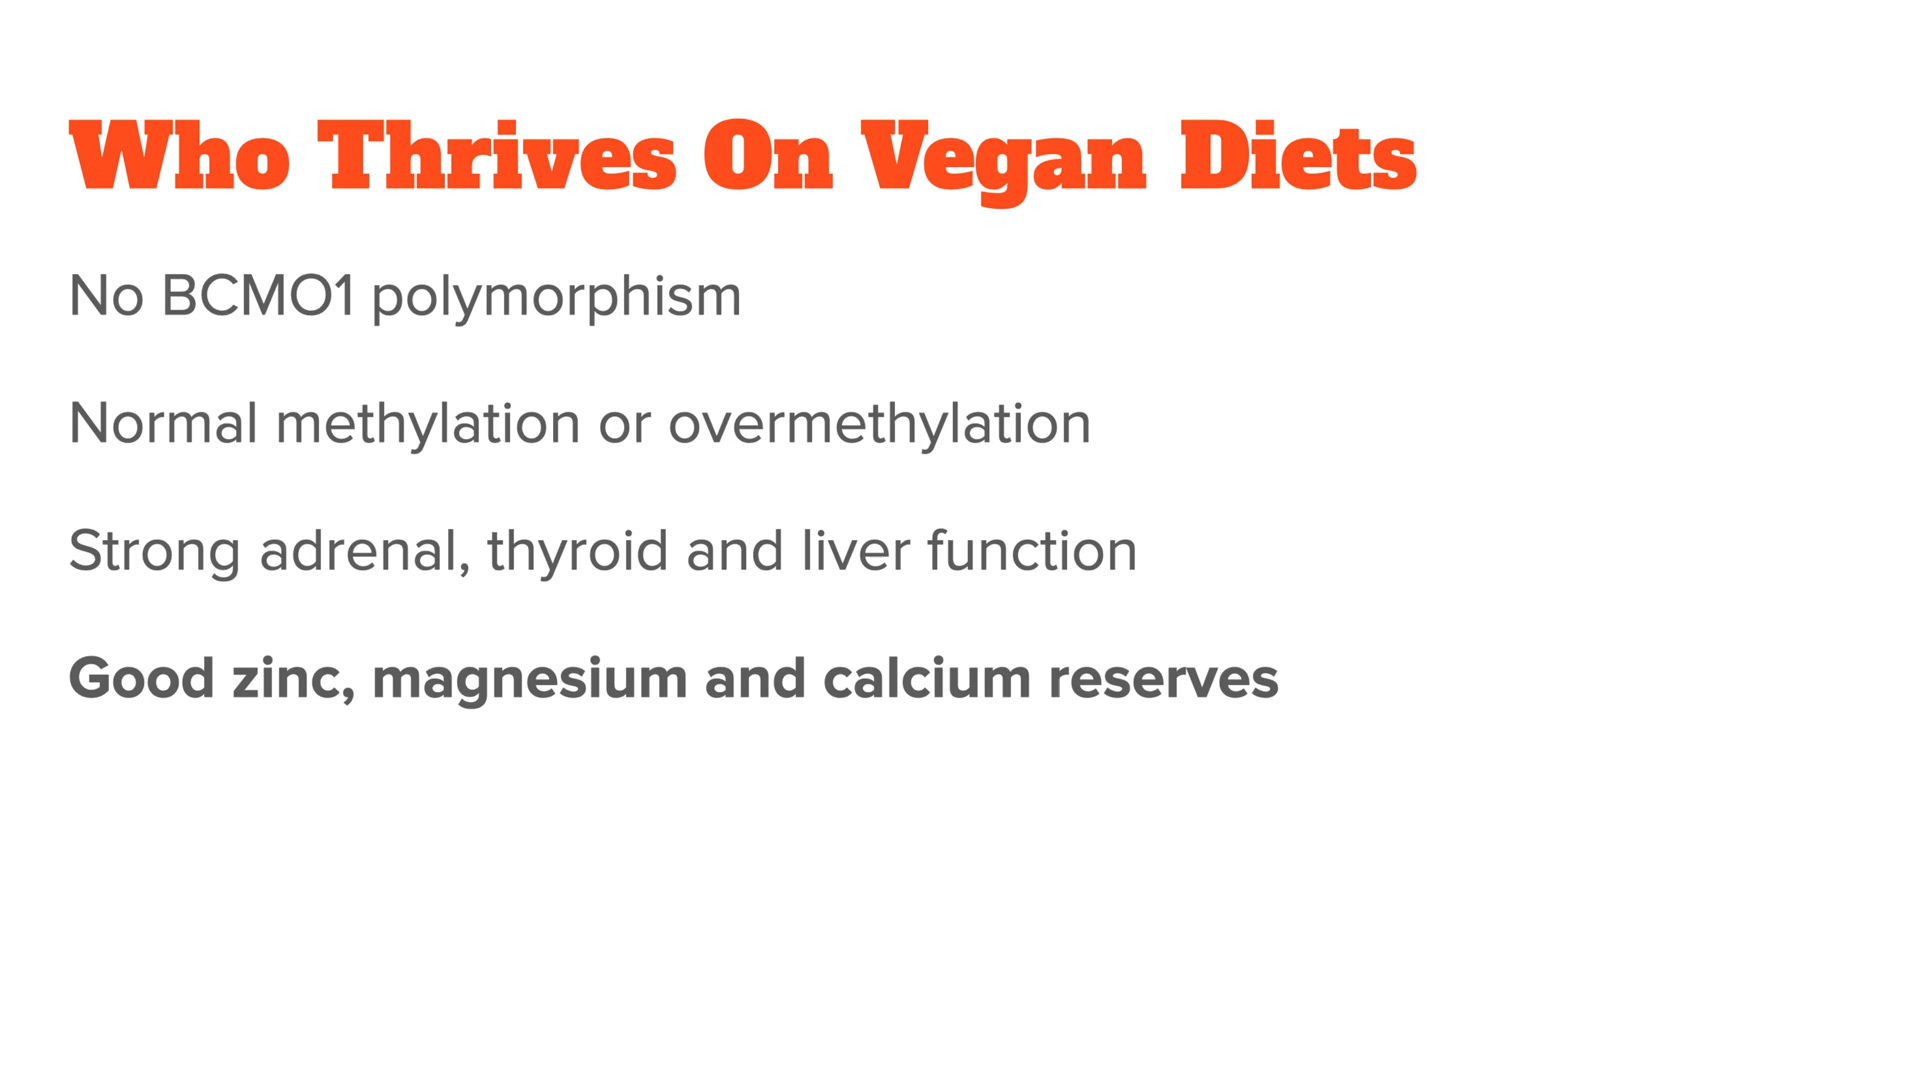 Who Thrives On Vegan Diets
No BCMO1 polymorphism
Normal methylation or overmethylation
Strong adrenal, thyroid and liver function
Good zinc, magnesium and calcium reserves